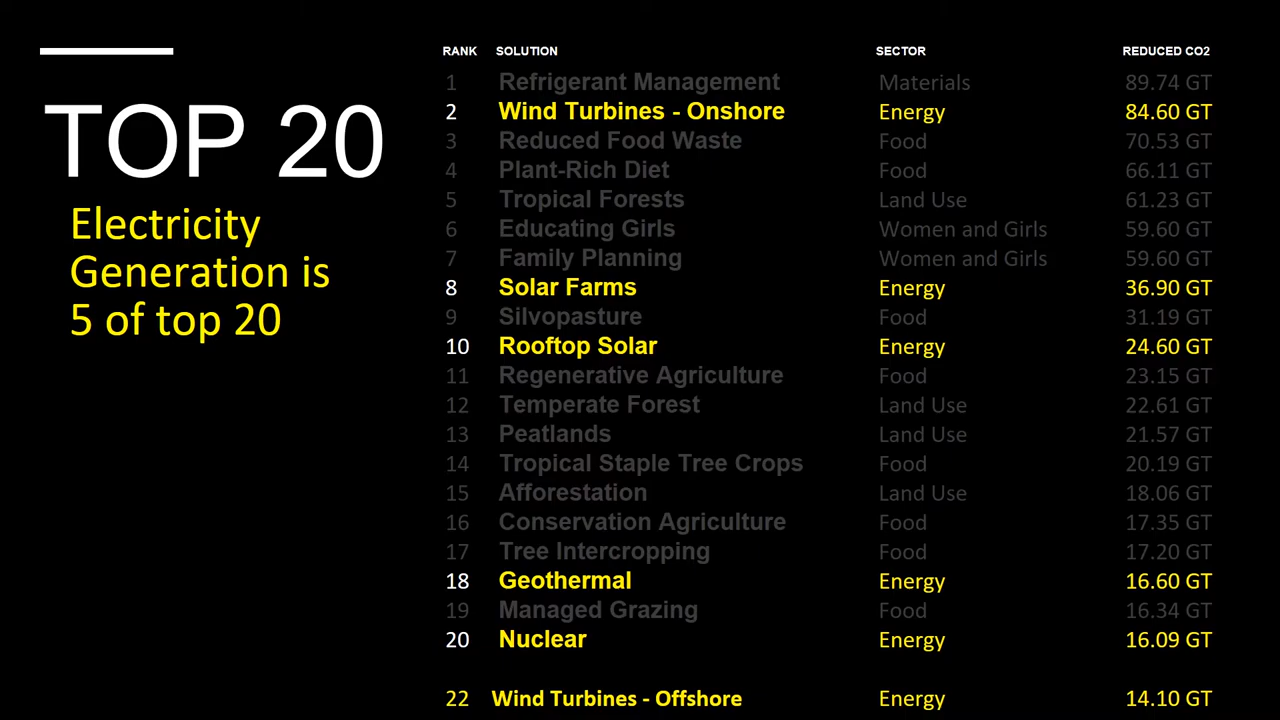 TOP 20
Electricity
Generation is
5 of top 20
RANK SOLUTION SECTOR REDUCED CO2
1 Refrigerant Management Materials 89.74 GT
2 Wind Turbines - Onshore Energy 84.60 GT
3 Reduced Food Waste Food 70.53 GT
4 Plant-Rich Diet Food 66.11 GT
5 Tropical Forests Land Use 61.23 GT
6 Educating Girls Women and Girls 59.60 GT
7 Family Planning Women and Girls 59.60 GT
8 Solar Farms Energy 36.90 GT
9 Silvopasture Food 31.19 GT
10 Rooftop Solar Energy 24.60 GT
11 Regenerative Agriculture Food 23.15 GT
12 Temperate Forest Land Use 22.61 GT
13 Peatlands Land Use 21.57 GT
14 Tropical Staple Tree Crops Food 20.19 GT
15 Afforestation Land Use 18.06 GT
16 Conservation Agriculture Food 17.35 GT
17 Tree Intercropping Food 17.20 GT
18 Geothermal Energy 16.60 GT
19 Managed Grazing Food 16.34 GT
20 Nuclear Energy 16.09 GT
22 Wind Turbines - Offshore Energy 14.10 GT